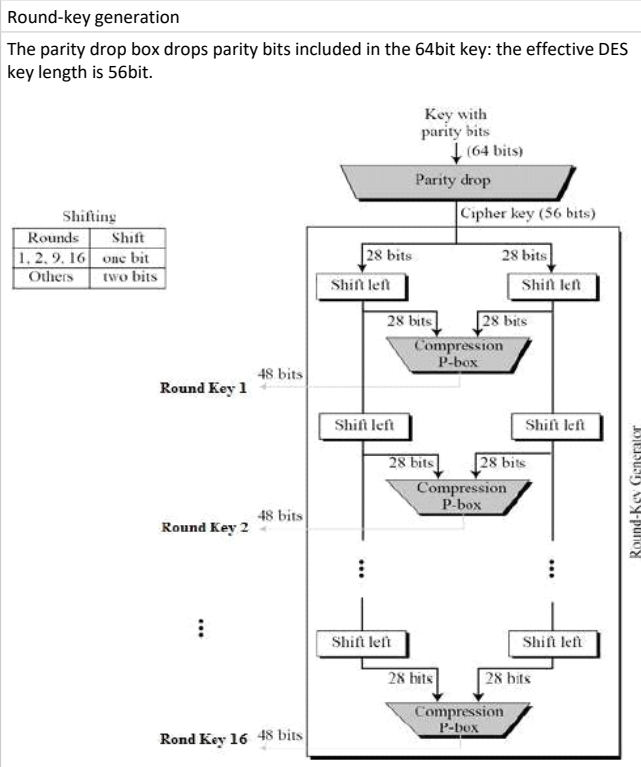 Round-key generation
The parity drop box drops parity bits included in the 64bit key: the effective DES
key length is 56bit.
Key with
parity bits
(64 bits)
Parity drop
Cipher key (56 bits)
Shifting
Rounds Shift
1, 2, 9, 16 one bit
Others two bits
28 bits 28 bits
Shift left Shift left
28 bits 28 bits
Compression
P-box
48 bits
Round Key 1
Shift left Shift left
28 bits 28 bits
Compression
P-box
48 bits
Round Key 2
Round-Key Generator
Shift left Shift left
28 bits 28 bits
Compression
P-box
48 bits
Rond Key 16